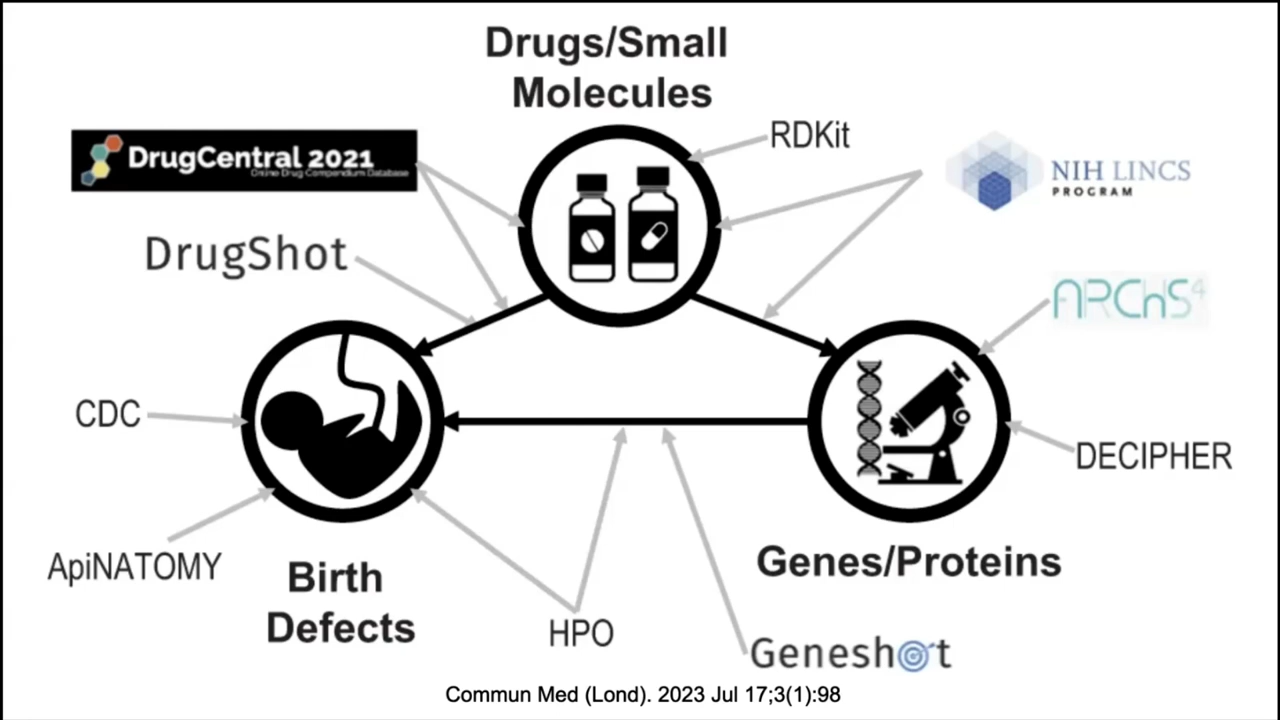 Drugs/Small
Molecules
RDKit
DrugCentral 2021
Online Drug Compendium Database
NIH LINCS
PROGRAM
DrugShot
ARCHS4
CDC
DECIPHER
ApiNATOMY
Birth
Defects
Genes/Proteins
HPO
Geneshot
Commun Med (Lond). 2023 Jul 17;3(1):98